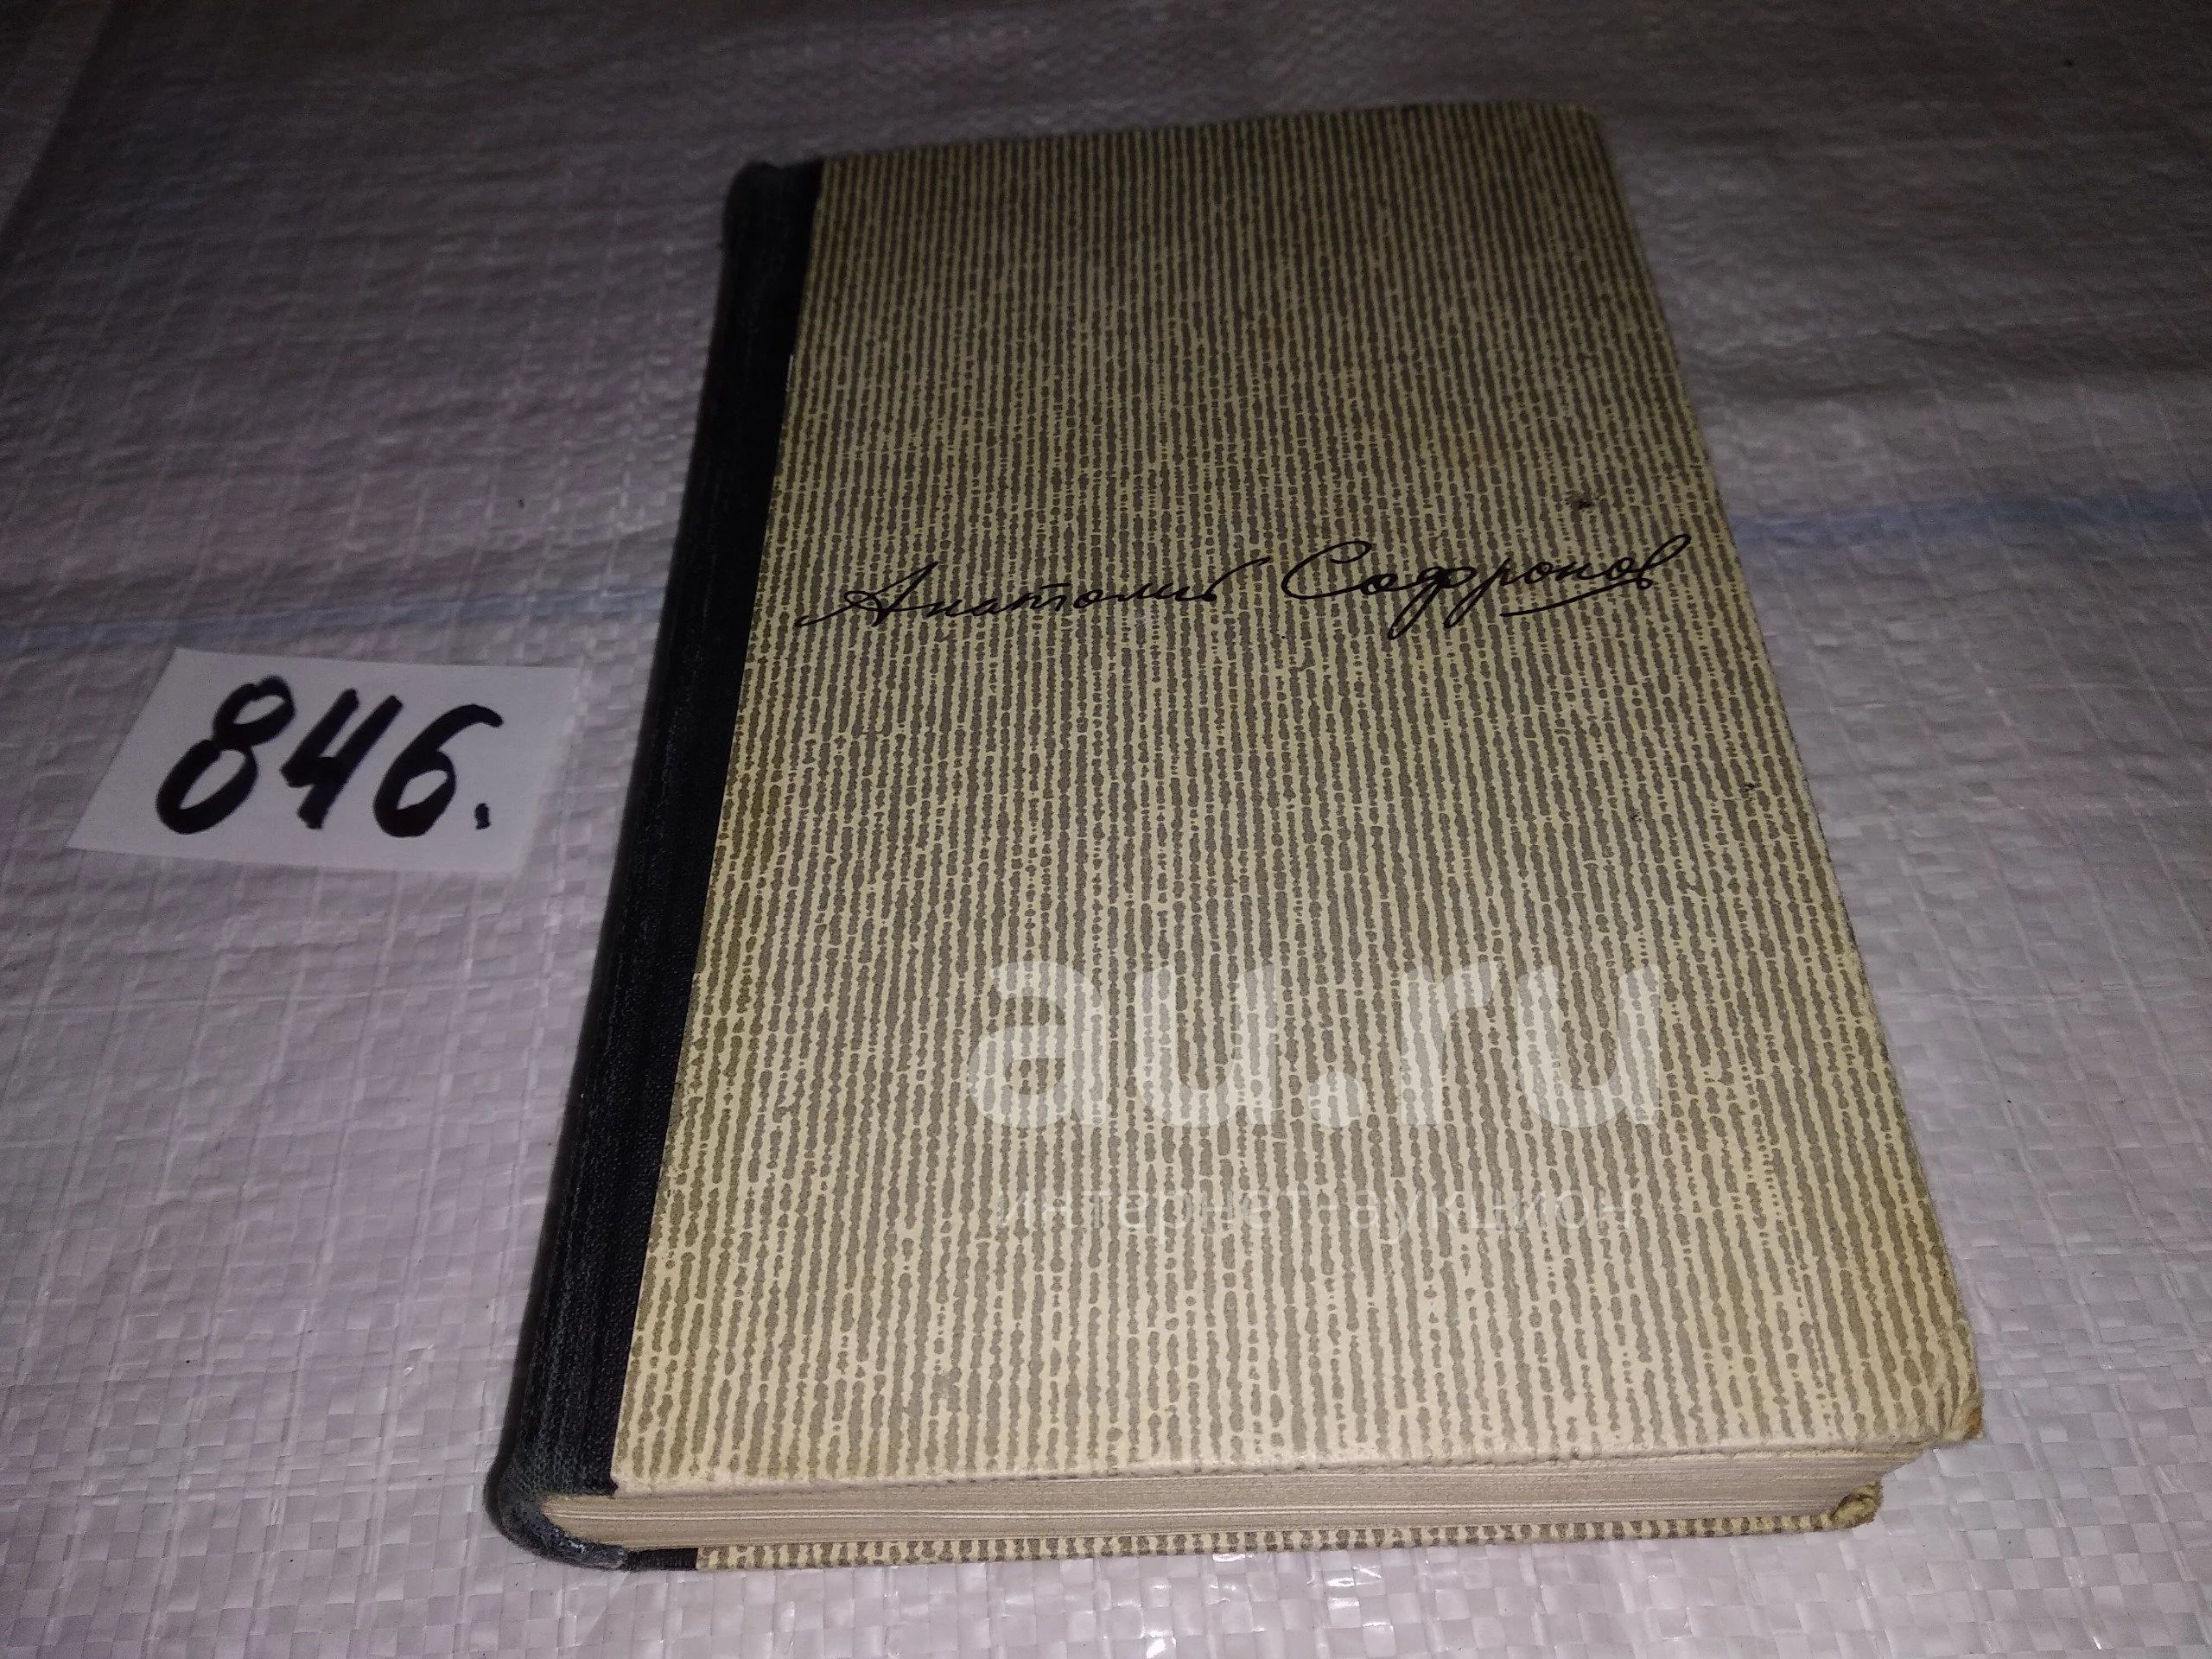 Анатолий Софронов
846.
au.ru
интернет-аукцион